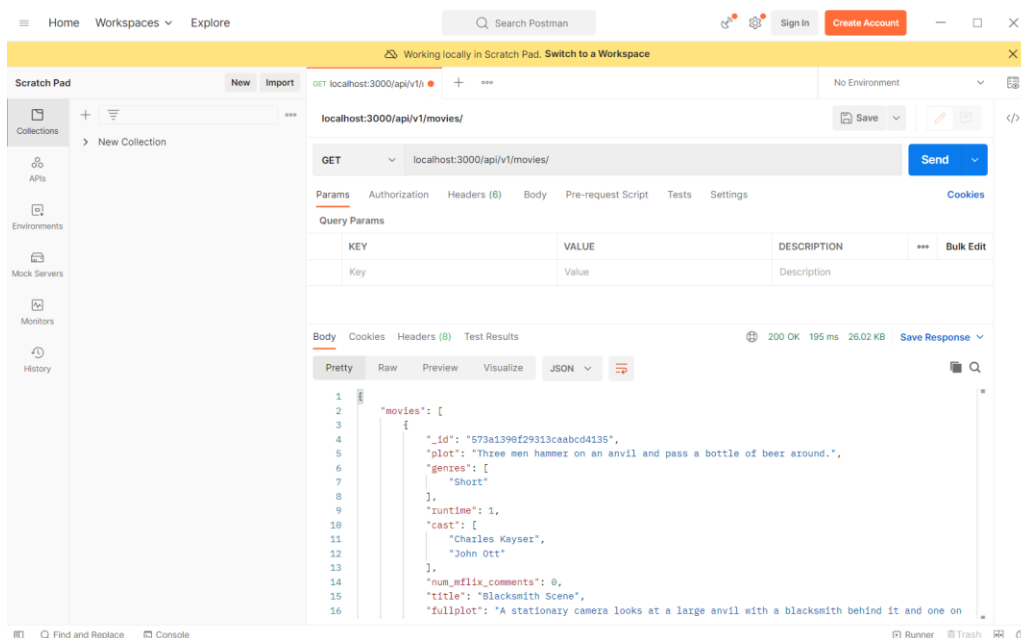 Home Workspaces Explore Search Postman Sign In Create Account
Working locally in Scratch Pad. Switch to a Workspace
Scratch Pad New Import GET localhost:3000/api/v1/ No Environment
Collections
New Collection
APIs
Environments
Mock Servers
Monitors
History
localhost:3000/api/v1/movies/ Save
GET localhost:3000/api/v1/movies/ Send
Params Authorization Headers (6) Body Pre-request Script Tests Settings Cookies
Query Params
KEY VALUE DESCRIPTION Bulk Edit
Key Value Description
Body Cookies Headers (8) Test Results 200 OK 195 ms 26.02 KB Save Response
Pretty Raw Preview Visualize JSON
1 {
2 "movies": [
3 {
4 "_id": "573a1390f29313caabcd4135",
5 "plot": "Three men hammer on an anvil and pass a bottle of beer around.",
6 "genres": [
7 "Short"
8 ],
9 "runtime": 1,
10 "cast": [
11 "Charles Kayser",
12 "John Ott"
13 ],
14 "num_mflix_comments": 0,
15 "title": "Blacksmith Scene",
16 "fullplot": "A stationary camera looks at a large anvil with a blacksmith behind it and one on
Find and Replace Console Runner Trash